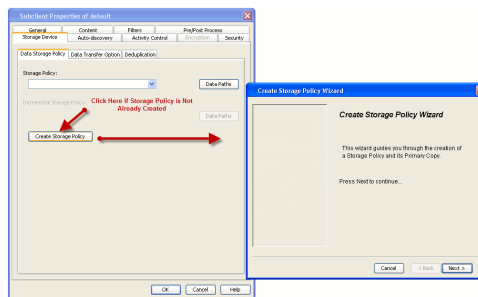 Subclient Properties of default
General Content Filters Pre/Post Process
Storage Device Auto-discovery Activity Control Encryption Security
Data Storage Policy Data Transfer Option Deduplication
Storage Policy:
Data Paths
Incremental Storage Policy:
Click Here if Storage Policy is Not
Already Created
Data Paths
Create Storage Policy
OK Cancel Help
Create Storage Policy Wizard
Create Storage Policy Wizard
This wizard guides you through the creation of
a Storage Policy and its Primary Copy.
Press Next to continue...
Cancel < Back Next >